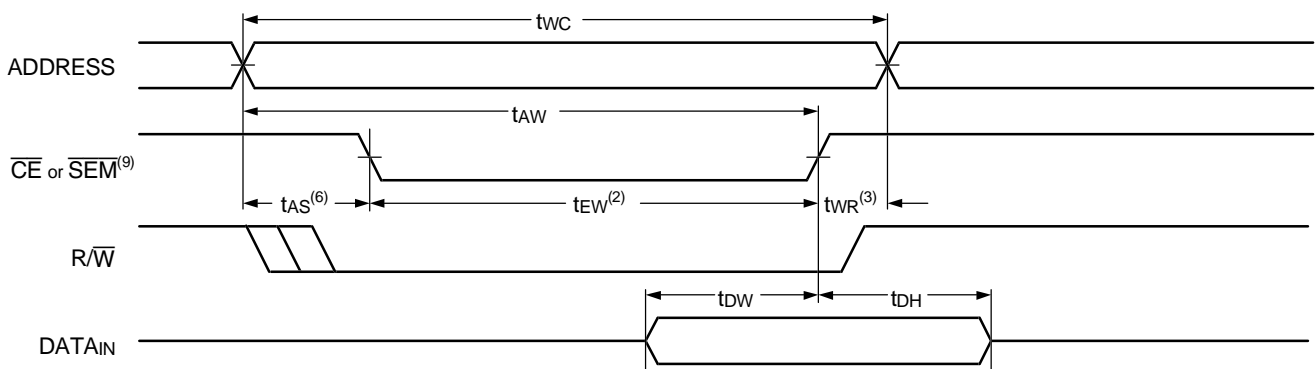 tWC
ADDRESS
tAW
CE or SEM(9)
tAS(6) tEW(2) tWR(3)
R/W
tDW tDH
DATAIN